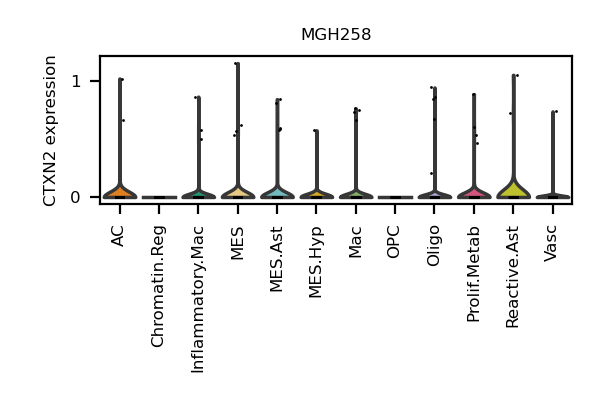 MGH258
CTXN2 expression
1
0
AC
Chromatin.Reg
Inflammatory.Mac
MES
MES.Ast
MES.Hyp
Mac
OPC
Oligo
Prolif.Metab
Reactive.Ast
Vasc